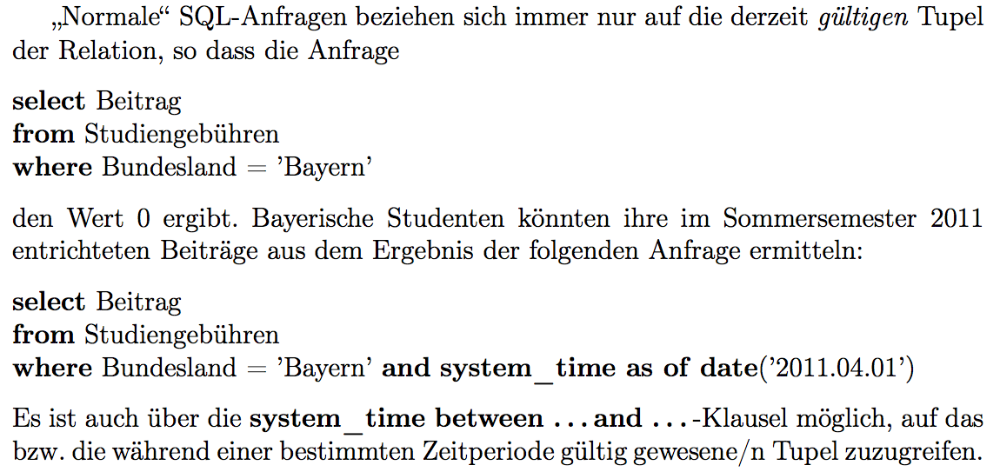 „Normale“ SQL-Anfragen beziehen sich immer nur auf die derzeit gültigen Tupel
der Relation, so dass die Anfrage
select Beitrag
from Studiengebühren
where Bundesland = ’Bayern’
den Wert 0 ergibt. Bayerische Studenten könnten ihre im Sommersemester 2011
entrichteten Beiträge aus dem Ergebnis der folgenden Anfrage ermitteln:
select Beitrag
from Studiengebühren
where Bundesland = ’Bayern’ and system_time as of date(’2011.04.01’)
Es ist auch über die system_time between ...and ...-Klausel möglich, auf das
bzw. die während einer bestimmten Zeitperiode gültig gewesene/n Tupel zuzugreifen.